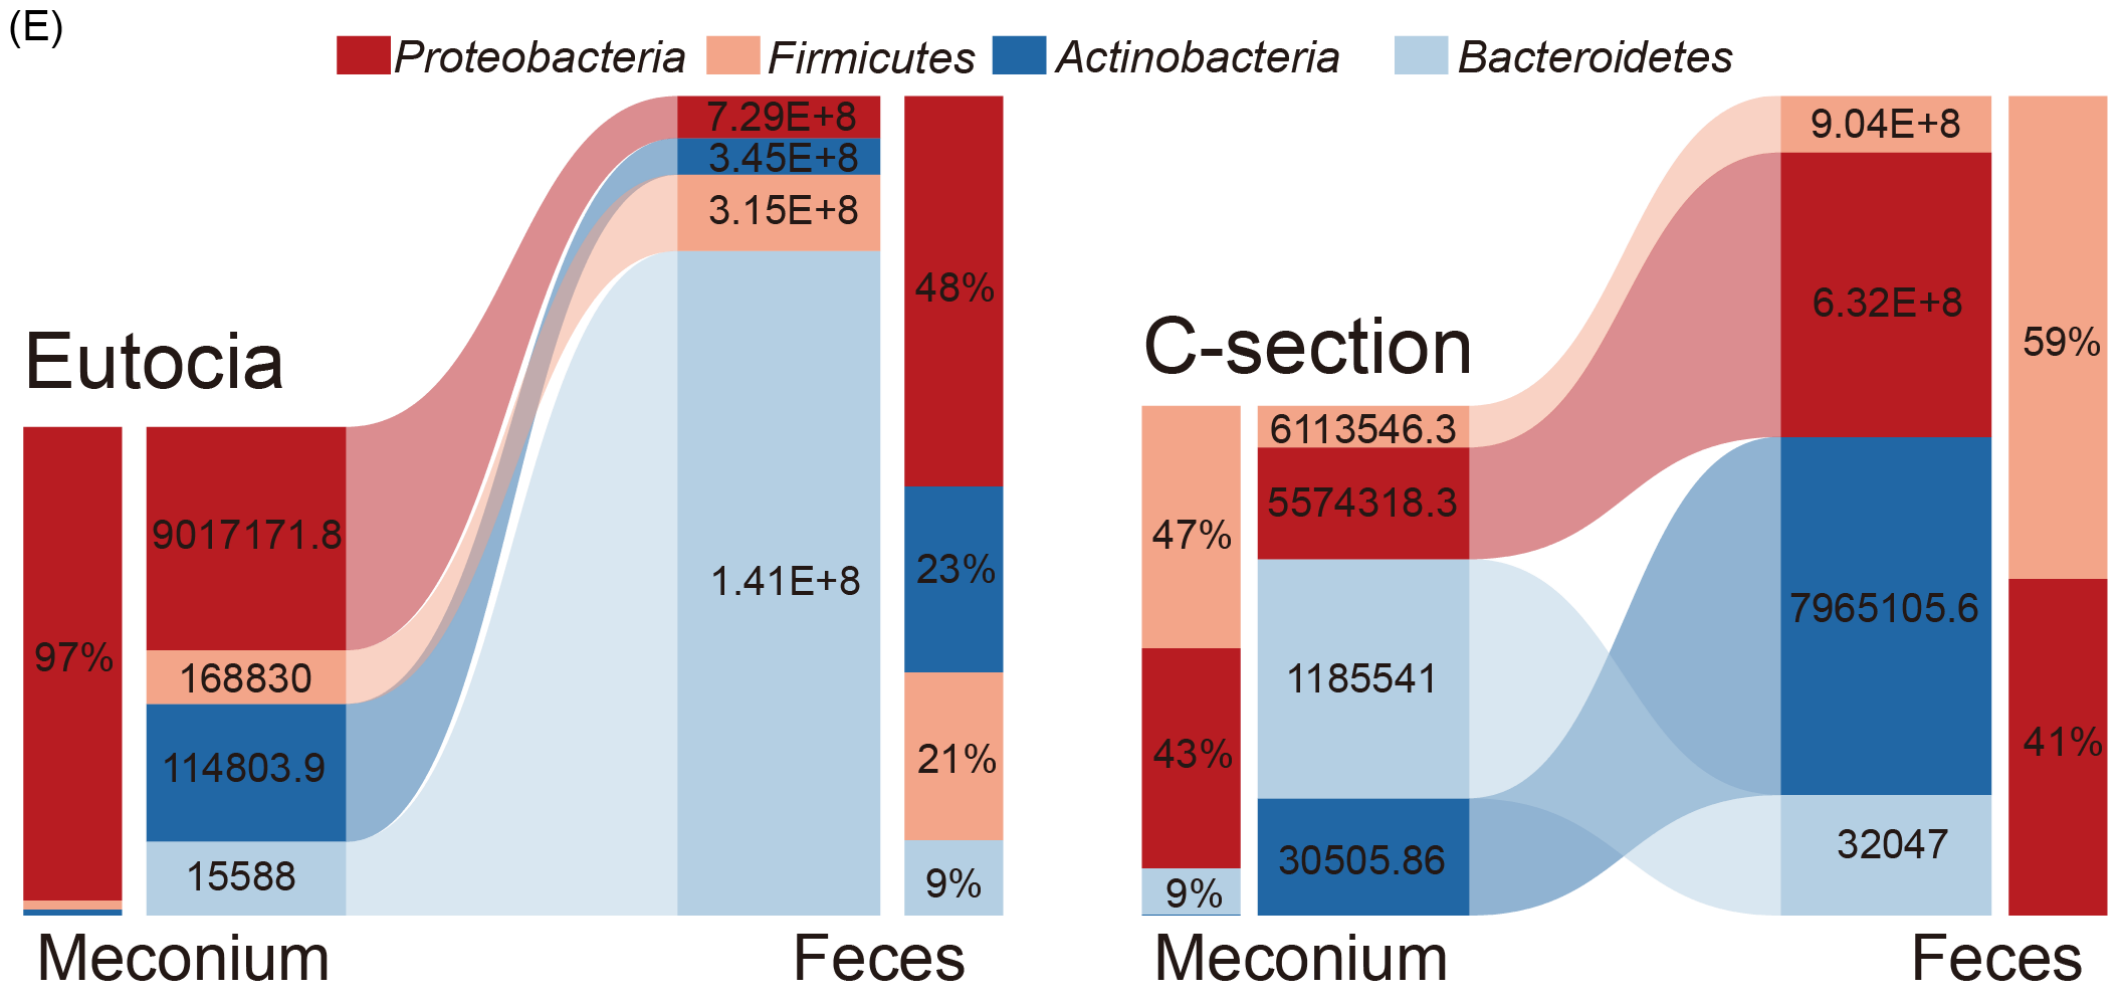 (E)
Proteobacteria Firmicutes Actinobacteria Bacteroidetes
Eutocia
97%
9017171.8
168830
114803.9
15588
7.29E+8
3.45E+8
3.15E+8
1.41E+8
48%
23%
21%
9%
Meconium Feces
C-section
47%
43%
9%
6113546.3
5574318.3
1185541
30505.86
9.04E+8
6.32E+8
7965105.6
32047
59%
41%
Meconium Feces